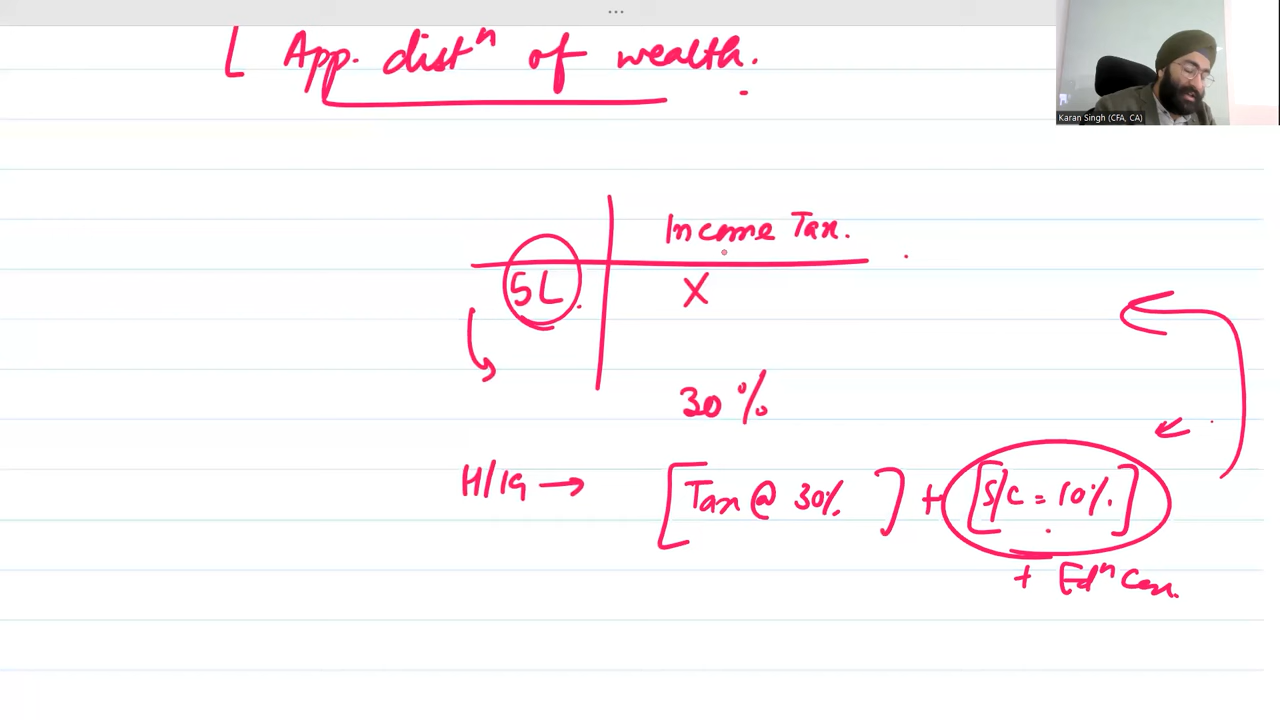 [ App. distⁿ of wealth.
Karan Singh (CFA, CA)
Income Tax.
5L X
30%
H/IG → [Tax @ 30%] + [S/C = 10%]
+ Edⁿ Cess.